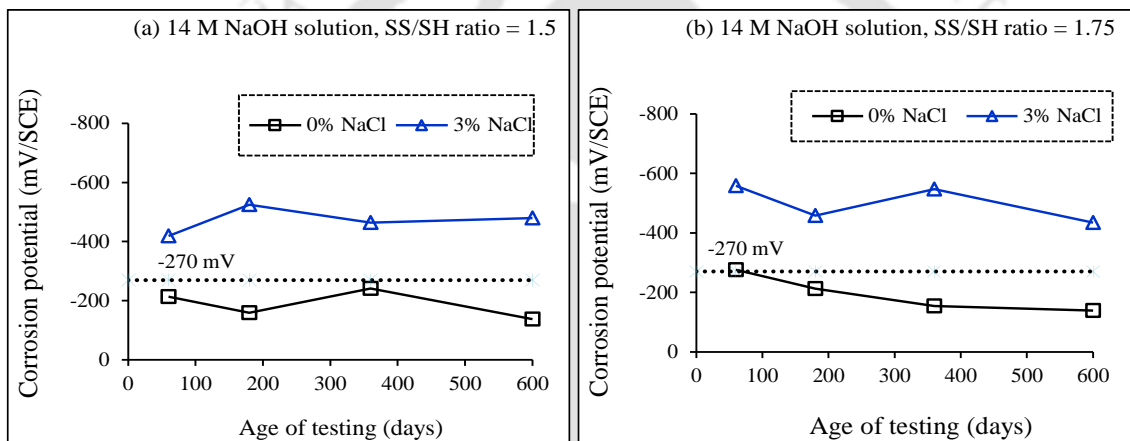 (a) 14 M NaOH solution, SS/SH ratio = 1.5
0% NaCl 3% NaCl
Corrosion potential (mV/SCE)
-800
-600
-400
-270 mV
-200
0
0 100 200 300 400 500 600
Age of testing (days)
(b) 14 M NaOH solution, SS/SH ratio = 1.75
0% NaCl 3% NaCl
Corrosion potential (mV/SCE)
-800
-600
-400
-270 mV
-200
0
0 100 200 300 400 500 600
Age of testing (days)